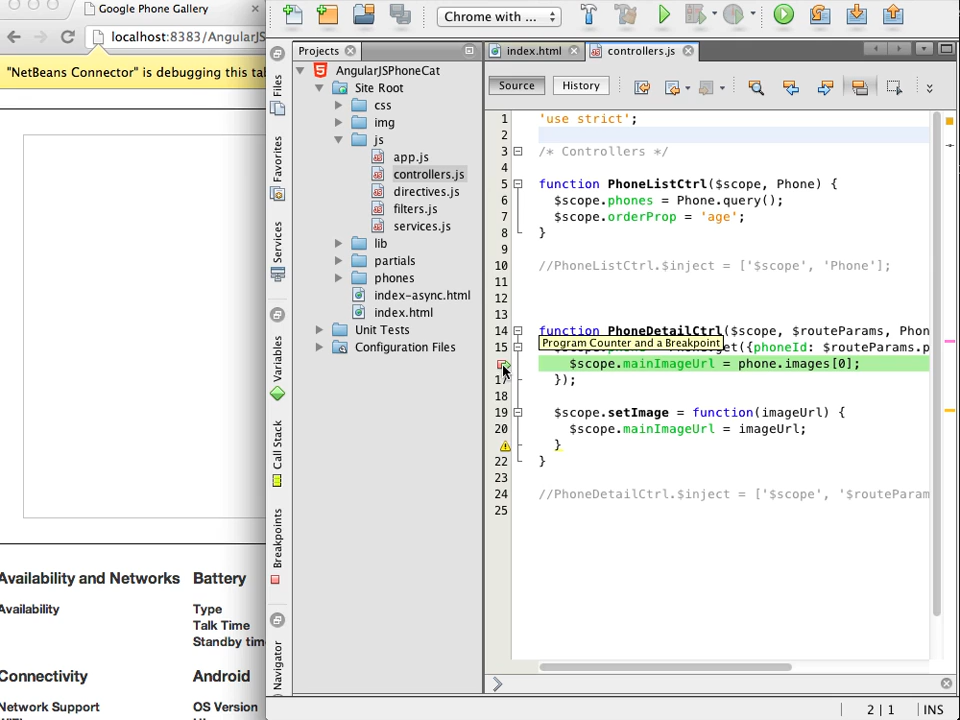 Google Phone Gallery
localhost:8383/AngularJS
"NetBeans Connector" is debugging this tab
Availability and Networks
Battery
Availability
Type
Talk Time
Standby tim
Connectivity
Android
Network Support
OS Version
Chrome with ...
Files
Favorites
Services
Variables
Call Stack
Breakpoints
Navigator
Projects
AngularJSPhoneCat
Site Root
css
img
js
app.js
controllers.js
directives.js
filters.js
services.js
lib
partials
phones
index-async.html
index.html
Unit Tests
Configuration Files
index.html
controllers.js
Source
History
1 'use strict';
2
3 /* Controllers */
4
5 function PhoneListCtrl($scope, Phone) {
6 $scope.phones = Phone.query();
7 $scope.orderProp = 'age';
8 }
9
10 //PhoneListCtrl.$inject = ['$scope', 'Phone'];
11
12
13
14 function PhoneDetailCtrl($scope, $routeParams, Phon
Program Counter and a Breakpoint
15 get({phoneId: $routeParams.p
$scope.mainImageUrl = phone.images[0];
17 });
18
19 $scope.setImage = function(imageUrl) {
20 $scope.mainImageUrl = imageUrl;
}
22 }
23
24 //PhoneDetailCtrl.$inject = ['$scope', '$routeParam
25
2 | 1
INS